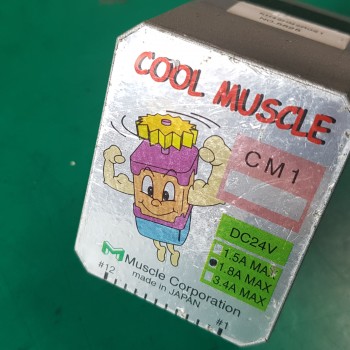 COOL MUSCLE
CM1
DC24V
1.5A MAX
1.8A MAX
3.4A MAX
M
Muscle Corporation
made in JAPAN
#12
#1